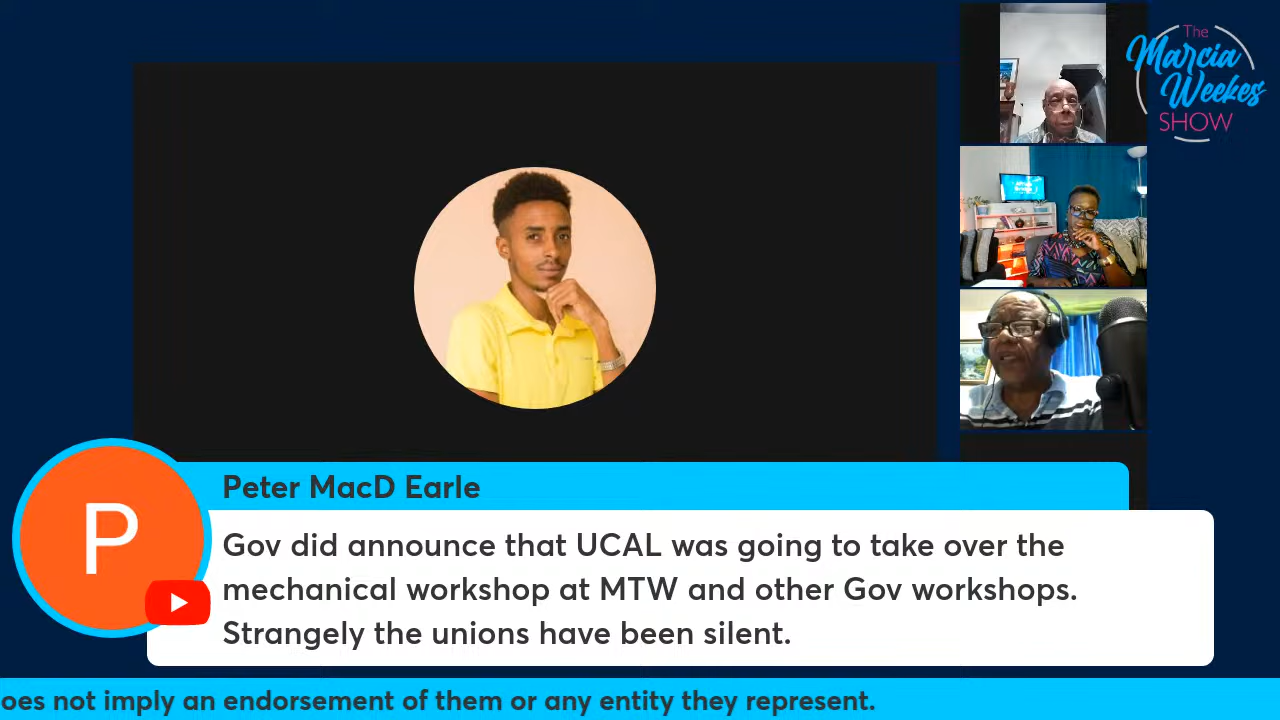 The
Marcia
Weekes
SHOW
P
Peter MacD Earle
Gov did announce that UCAL was going to take over the
mechanical workshop at MTW and other Gov workshops.
Strangely the unions have been silent.
oes not imply an endorsement of them or any entity they represent.